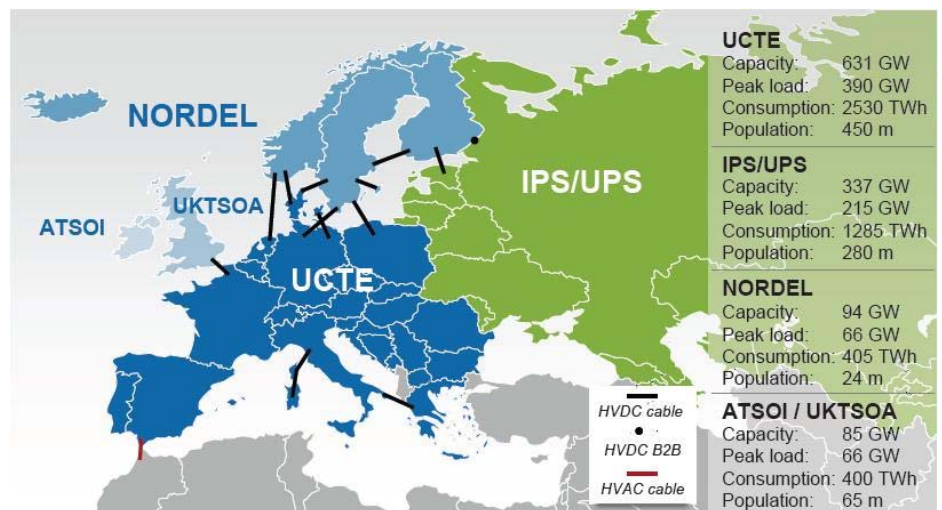 NORDEL
UKTSOA
ATSOI
UCTE
IPS/UPS
UCTE
Capacity: 631 GW
Peak load: 390 GW
Consumption: 2530 TWh
Population: 450 m
IPS/UPS
Capacity: 337 GW
Peak load: 215 GW
Consumption: 1285 TWh
Population: 280 m
NORDEL
Capacity: 94 GW
Peak load: 66 GW
Consumption: 405 TWh
Population: 24 m
ATSOI / UKTSOA
Capacity: 85 GW
Peak load: 66 GW
Consumption: 400 TWh
Population: 65 m
HVDC cable
HVDC B2B
HVAC cable